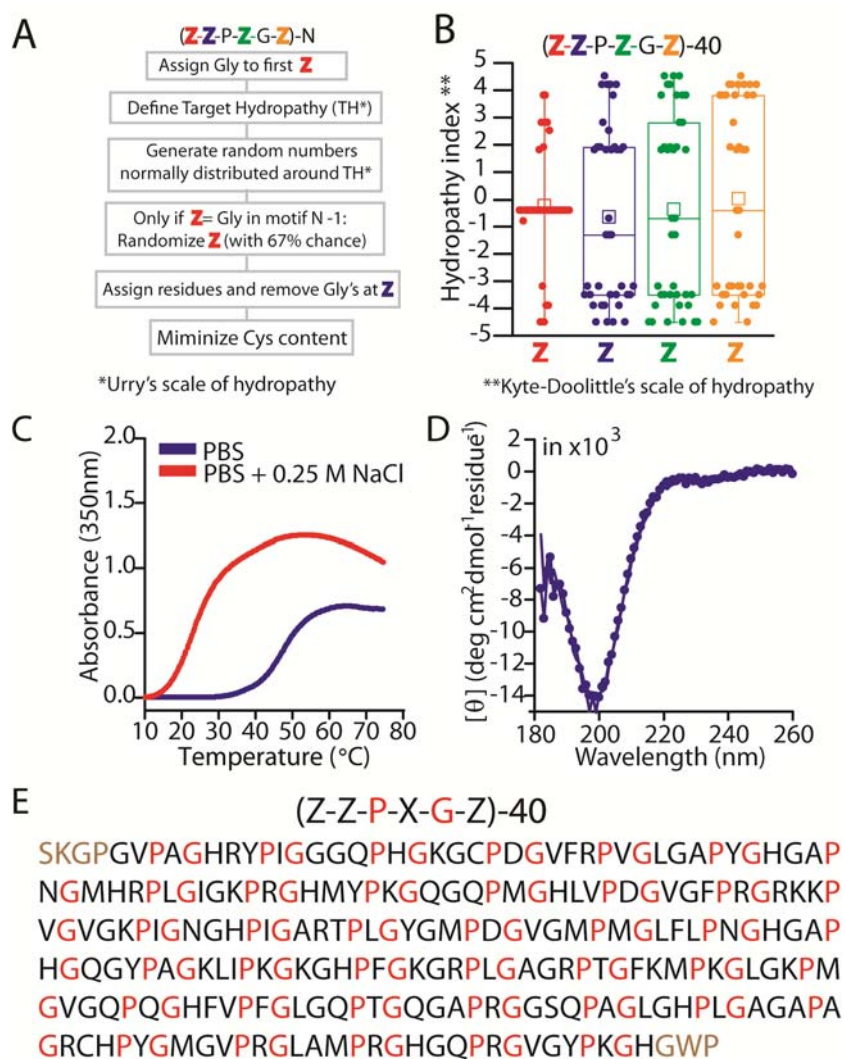 A
(Z-Z-P-Z-G-Z)-N
Assign Gly to first Z
Define Target Hydropathy (TH*)
Generate random numbers
normally distributed around TH*
Only if Z= Gly in motif N -1:
Randomize Z (with 67% chance)
Assign residues and remove Gly's at Z
Miminize Cys content
*Urry's scale of hydropathy
B
(Z-Z-P-Z-G-Z)-40
Hydropathy index **
5
4
3
2
1
0
-1
-2
-3
-4
-5
Z Z Z Z
**Kyte-Doolittle's scale of hydropathy
C
PBS
PBS + 0.25 M NaCl
Absorbance (350nm)
2.0
1.5
1.0
0.5
0.0
10 20 30 40 50 60 70 80
Temperature (°C)
D
in x10³
[θ] (deg cm² dmol⁻¹ residue⁻¹)
2
0
-2
-4
-6
-8
-10
-12
-14
180 200 220 240 260
Wavelength (nm)
E
(Z-Z-P-X-G-Z)-40
SKGPGVPAGHRYPIGGGQPHGKGCPDGVFRPVGLGAPYGHGAP
NGMHRPLGIGKPRGHMYPKGQGQPMGHLVPDGVGFPRGRKKP
VGVGKPIGNGHPIGARTPLGYGMPDGVGMPMGLFLPNGHGAP
HGQGYPAGKLIPKGKGHPFGKGRPLGAGRPTGFKMPKGLGKPM
GVGQPQGHFVPFGLGQPTGQGAPRGGSQPAGLGHPLGAGAPA
GRCHPYGMGVPRGLAMPRGHGQPRGVGYPKGHGWP